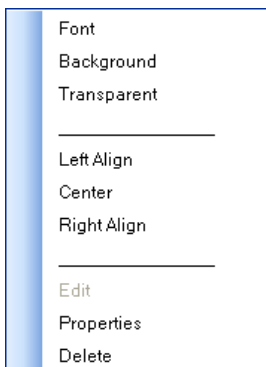 Font
Background
Transparent
Left Align
Center
Right Align
Edit
Properties
Delete